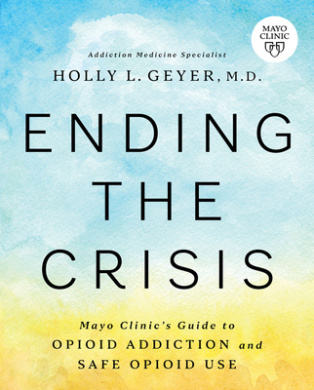 MAYO
CLINIC
Addiction Medicine Specialist
HOLLY L. GEYER, M.D.
ENDING
THE
CRISIS
Mayo Clinic's Guide to
OPIOID ADDICTION and
SAFE OPIOID USE